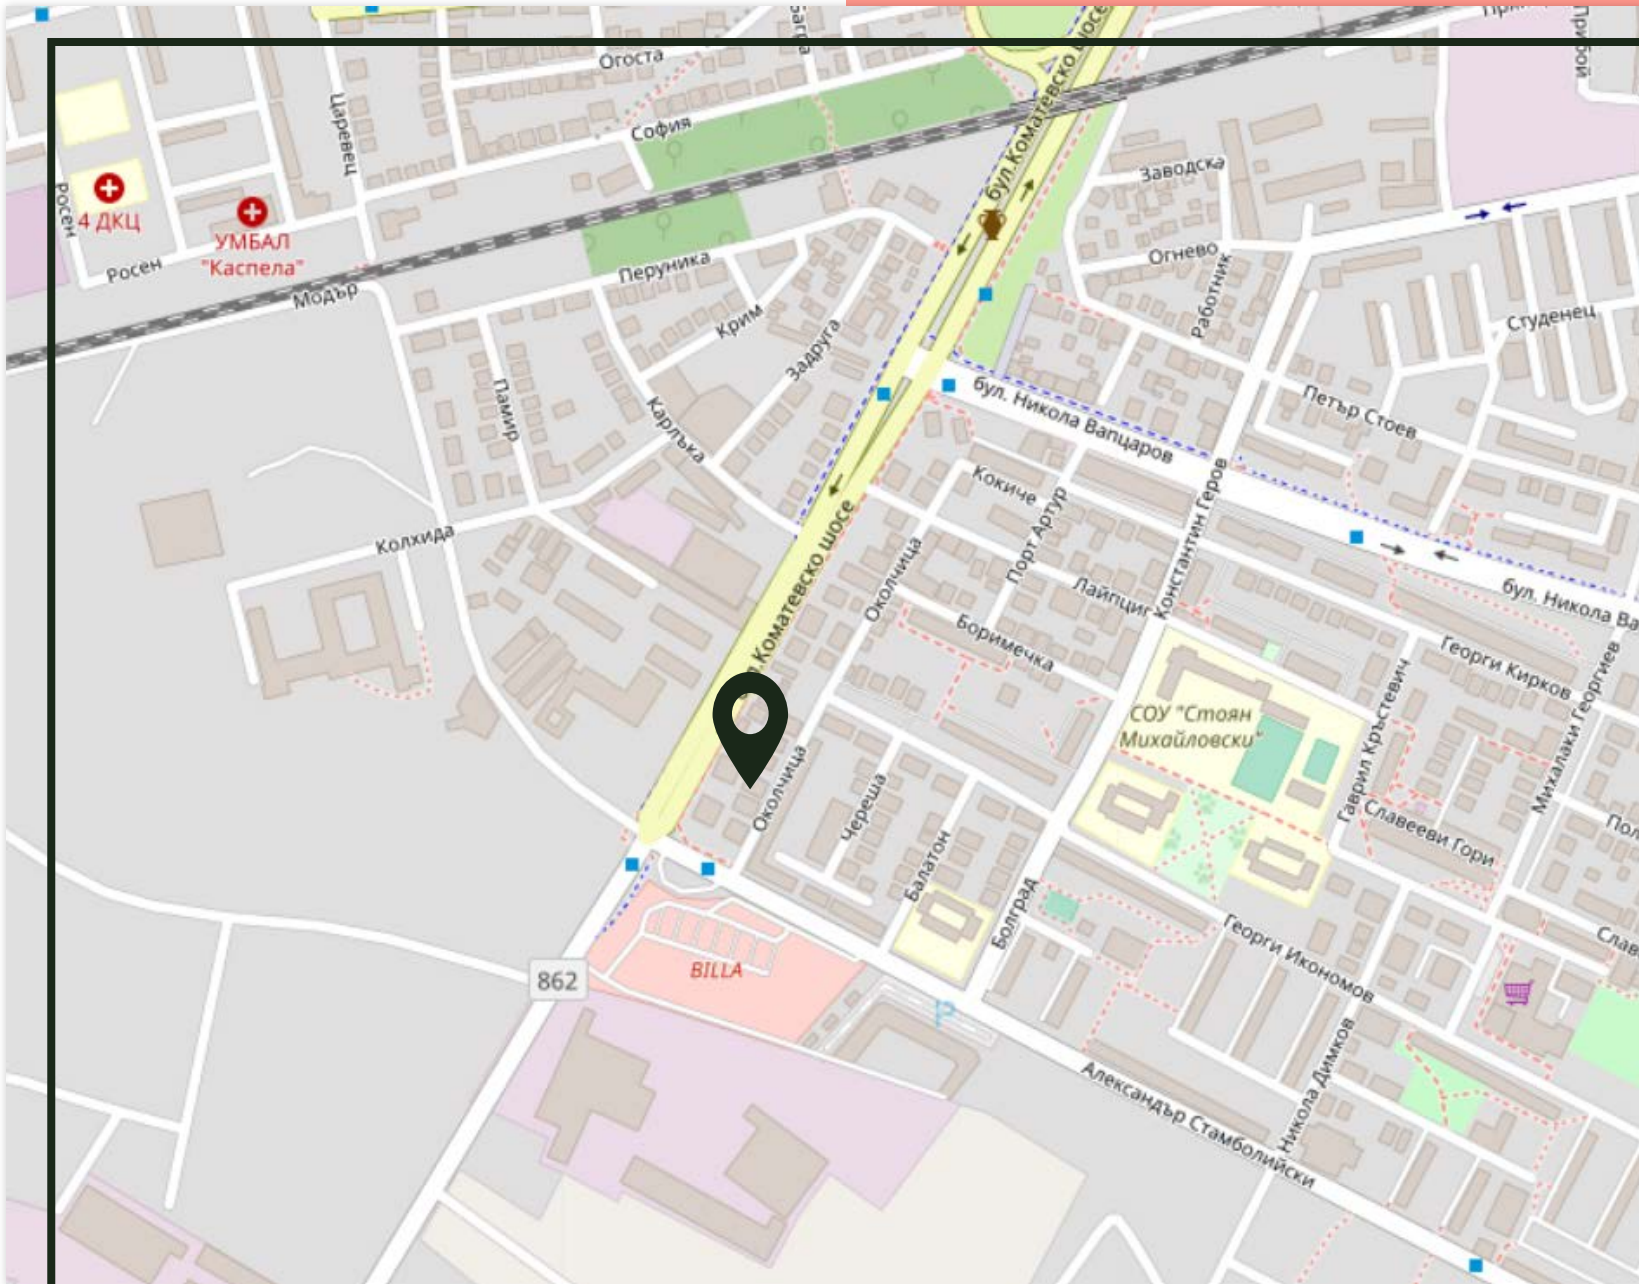 Огоста
София
Царевец
бул. Коматевско шосе
Заводска
Росен
4 ДКЦ
УМБАЛ
"Каспела"
Росен
Модър
Перуника
Огнево
Работник
Крим
Задруга
Студенец
Памир
Карлъка
бул. Никола Вапцаров
Петър Стоев
Кокиче
Порт Артур
Колхида
Коматевско шосе
Околчица
Константин Геров
Лайпциг
Боримечка
бул. Никола Ва
Георги Кирков
Михалаки Георгиев
Гаврил Кръстевич
СОУ "Стоян
Михайловски"
Околчица
Череша
Балатон
Болград
Славееви Гори
Пол
Слав
Георги Икономов
BILLA
862
P
Никола Димков
Александър Стамболийски